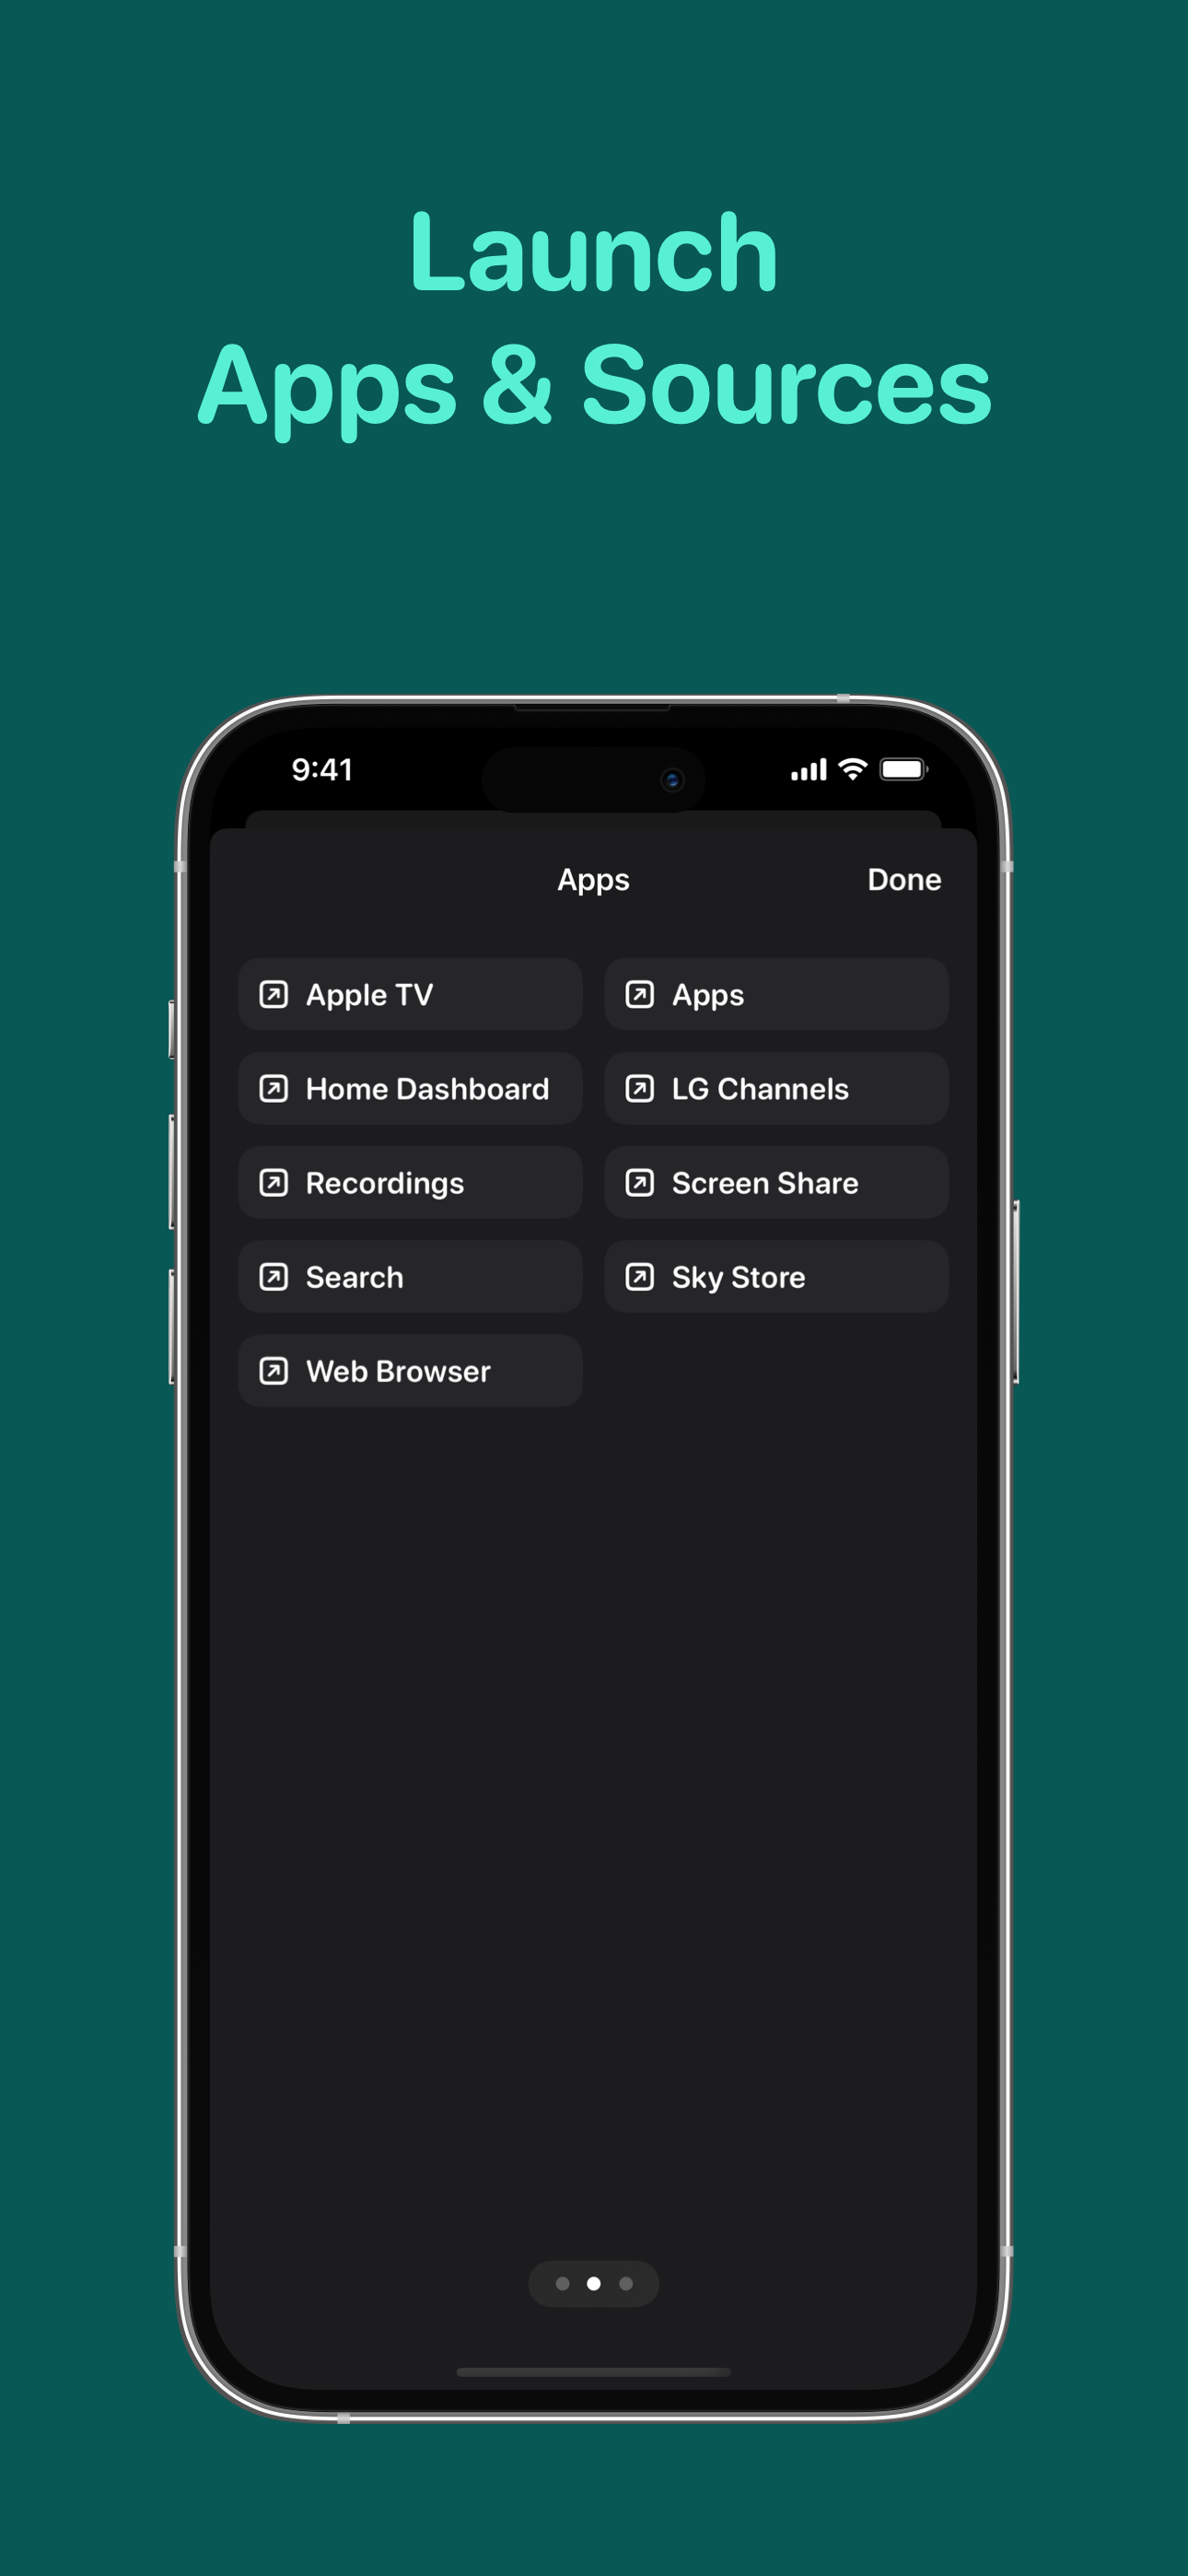 Launch
Apps & Sources
9:41
Apps
Done
Apple TV
Apps
Home Dashboard
LG Channels
Recordings
Screen Share
Search
Sky Store
Web Browser